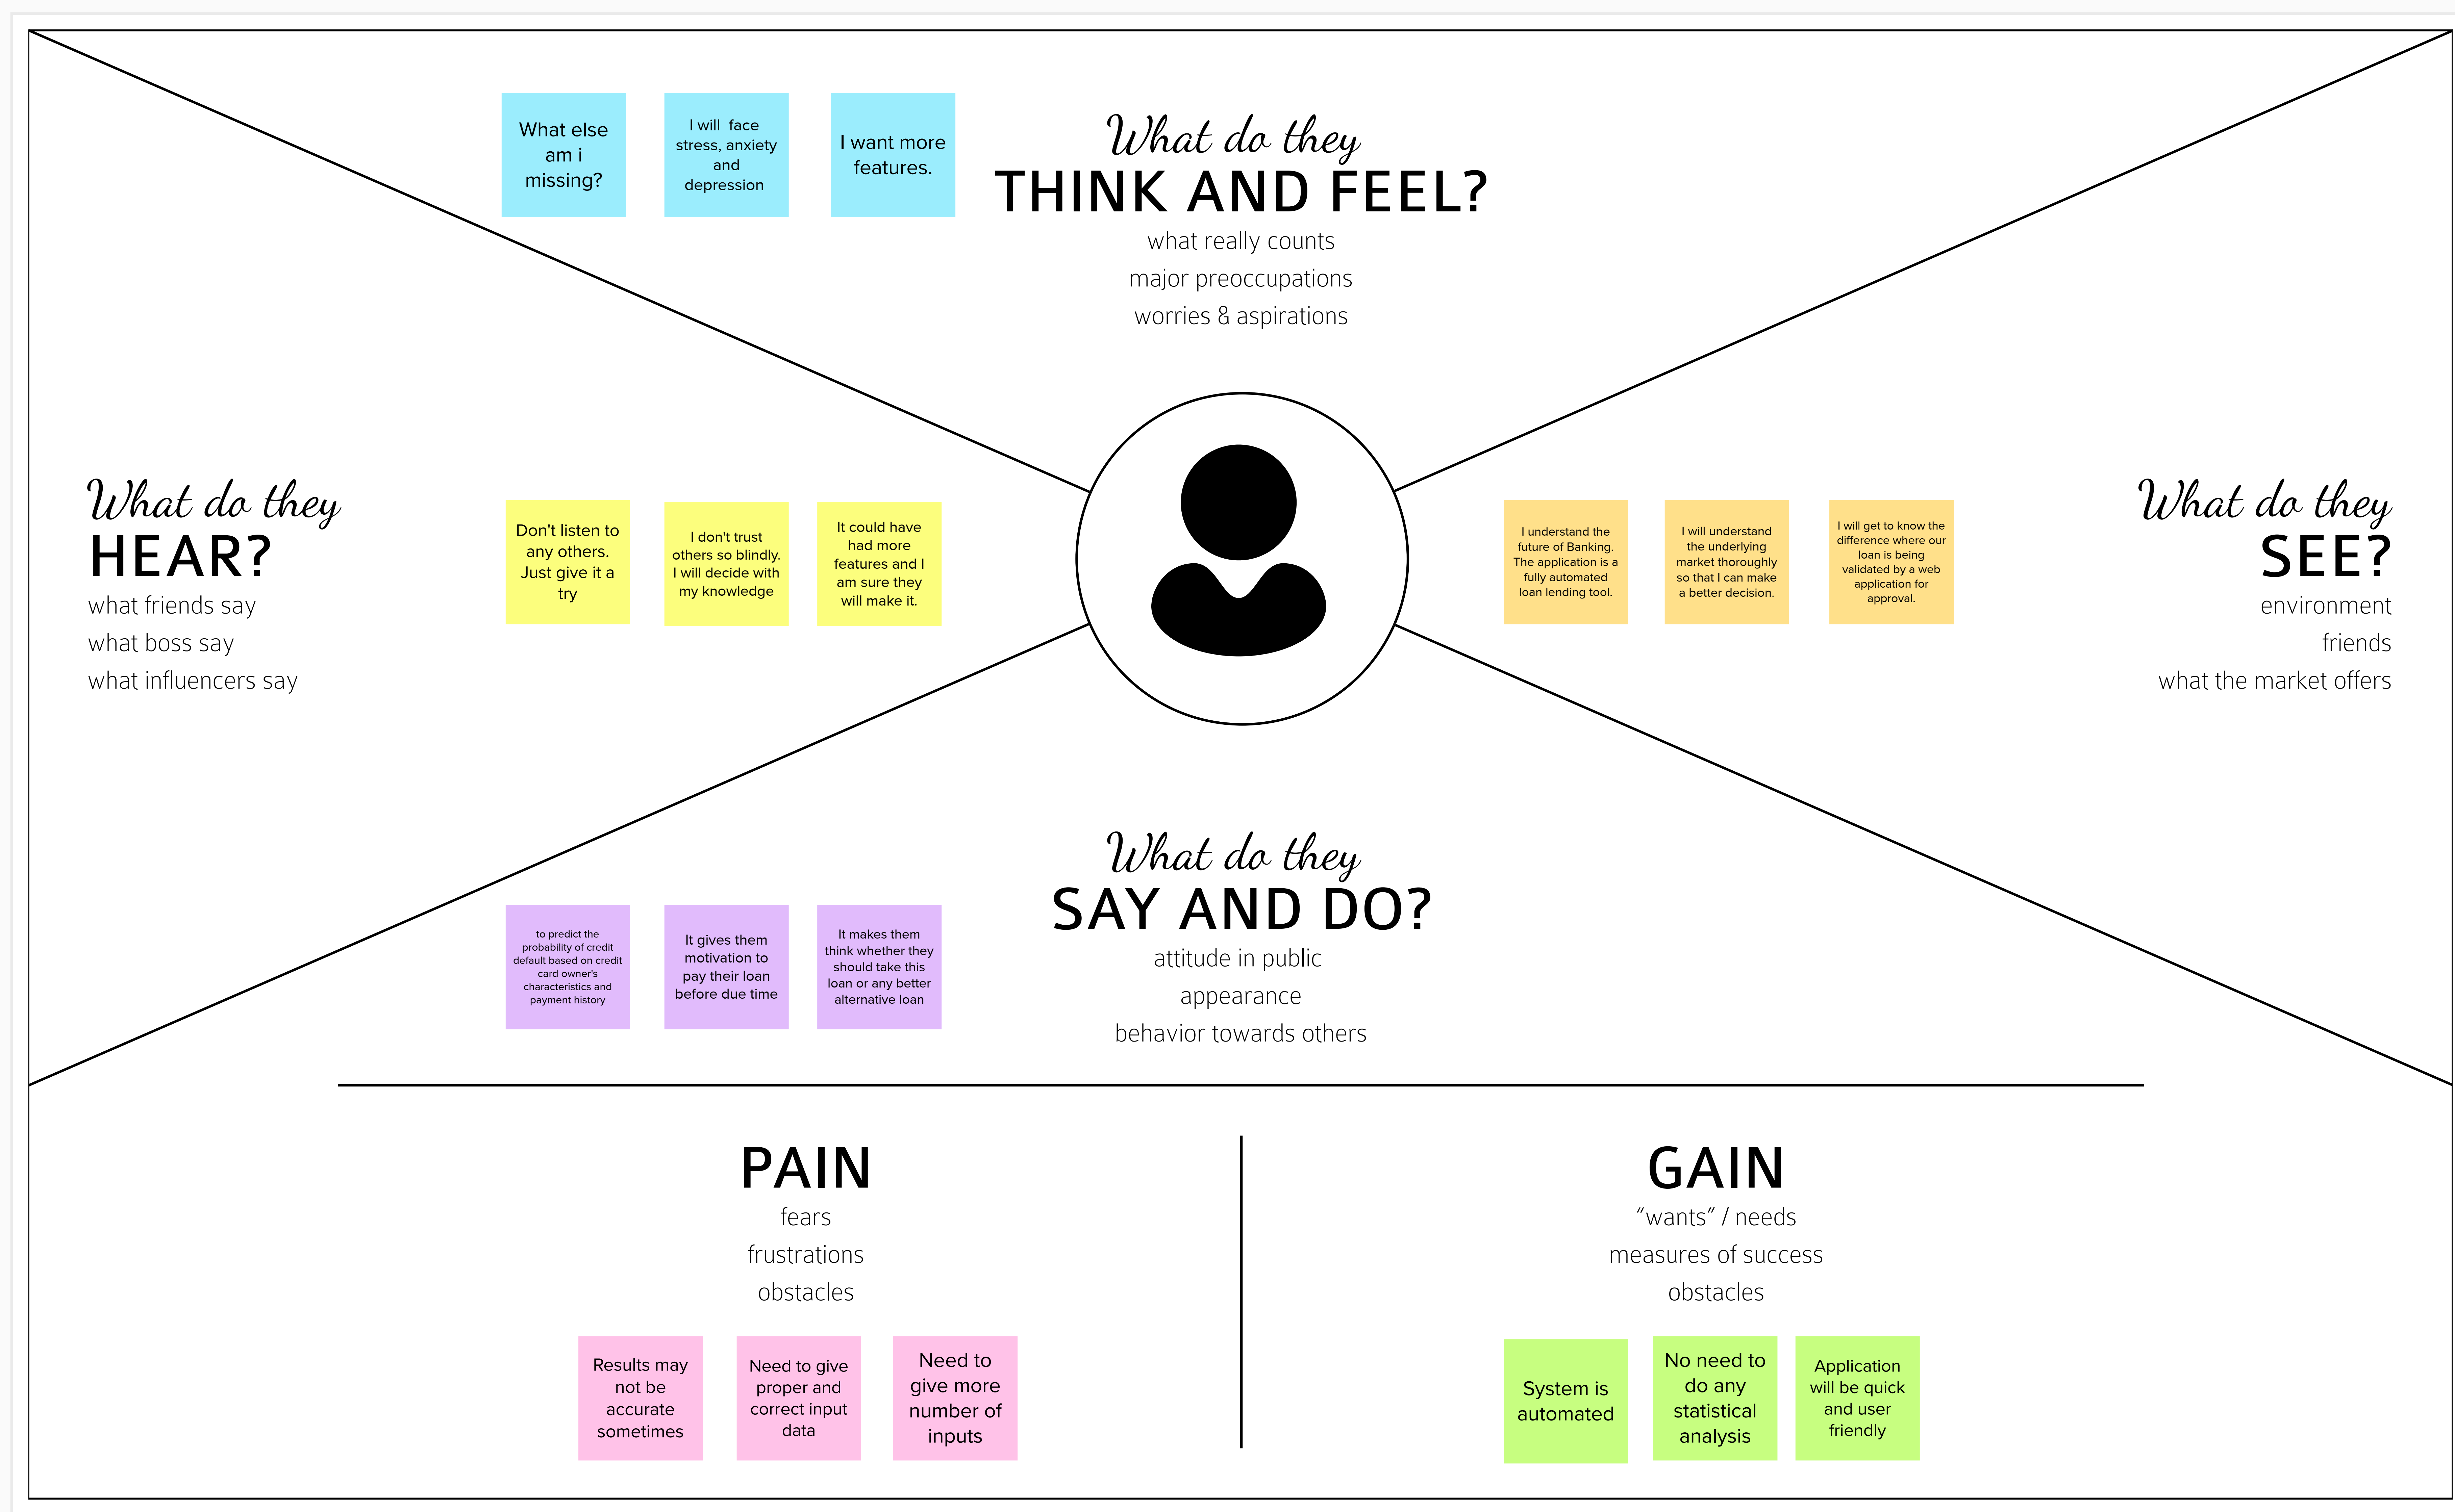 What else
am i
missing?
I will  face
stress, anxiety
and
depression
I want more
features.
What do they
THINK AND FEEL?
what really counts
major preoccupations
worries & aspirations
What do they
HEAR?
what friends say
what boss say
what influencers say
Don't listen to
any others.
Just give it a
try
I don't trust
others so blindly.
I will decide with
my knowledge
It could have
had more
features and I
am sure they
will make it.
I understand the
future of Banking.
The application is a
fully automated
loan lending tool.
I will understand
the underlying
market thoroughly
so that I can make
a better decision.
I will get to know the
difference where our
loan is being
validated by a web
application for
approval.
What do they
SEE?
environment
friends
what the market offers
to predict the
probability of credit
default based on credit
card owner's
characteristics and
payment history
It gives them
motivation to
pay their loan
before due time
It makes them
think whether they
should take this
loan or any better
alternative loan
What do they
SAY AND DO?
attitude in public
appearance
behavior towards others
PAIN
fears
frustrations
obstacles
Results may
not be
accurate
sometimes
Need to give
proper and
correct input
data
Need to
give more
number of
inputs
GAIN
“wants” / needs
measures of success
obstacles
System is
automated
No need to
do any
statistical
analysis
Application
will be quick
and user
friendly